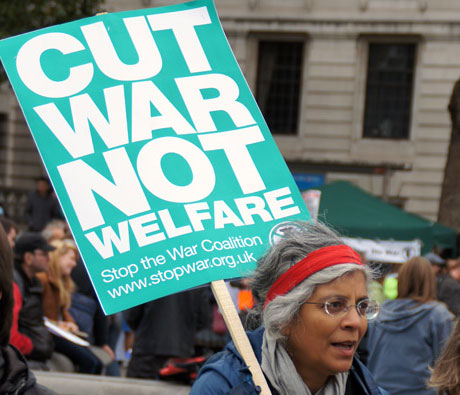 CUT
WAR
NOT
WELFARE
Stop the War Coalition
www.stopwar.org.uk